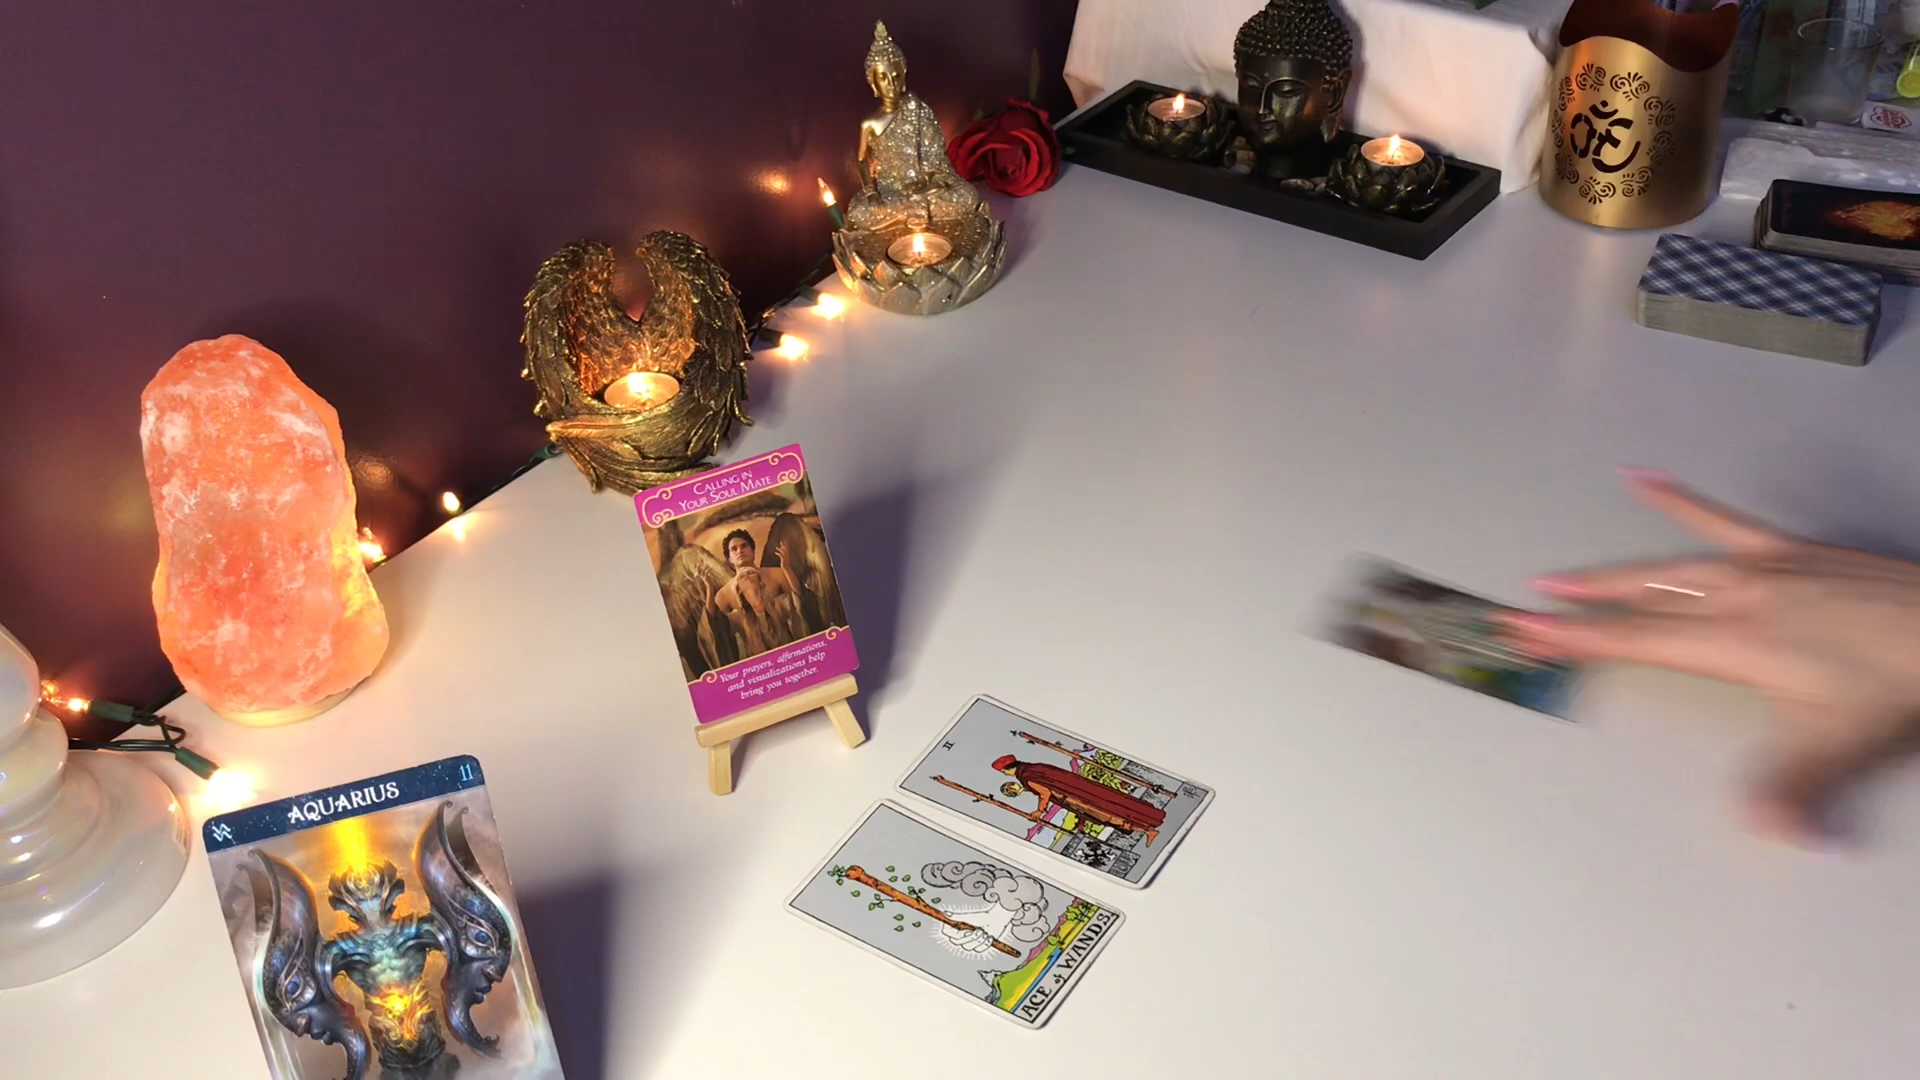 CALLING IN
YOUR SOUL MATE
Your prayers, affirmations,
and visualizations help
bring you together.
II
AQUARIUS
11
ACE of WANDS.